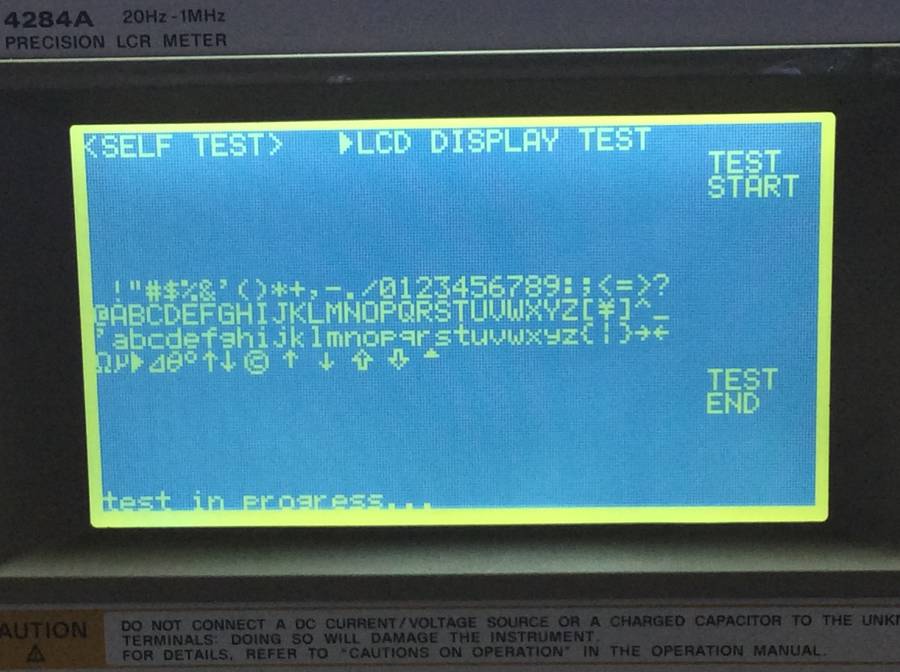 4284A 20Hz-1MHz
PRECISION LCR METER
<SELF TEST> ▶LCD DISPLAY TEST
TEST
START
!"#$%&'()*+,-./0123456789:;<=>?
@ABCDEFGHIJKLMNOPQRSTUVWXYZ[¥]^_
'abcdefghijklmnopqrstuvwxyz{¦}→←
Ωµ▶⊿θ°↑↓©↑ ↓ ⇧ ⇩ ▲
TEST
END
test in progress...
AUTION
DO NOT CONNECT A DC CURRENT/VOLTAGE SOURCE OR A CHARGED CAPACITOR TO THE UNK
TERMINALS: DOING SO WILL DAMAGE THE INSTRUMENT.
FOR DETAILS, REFER TO "CAUTIONS ON OPERATION" IN THE OPERATION MANUAL.